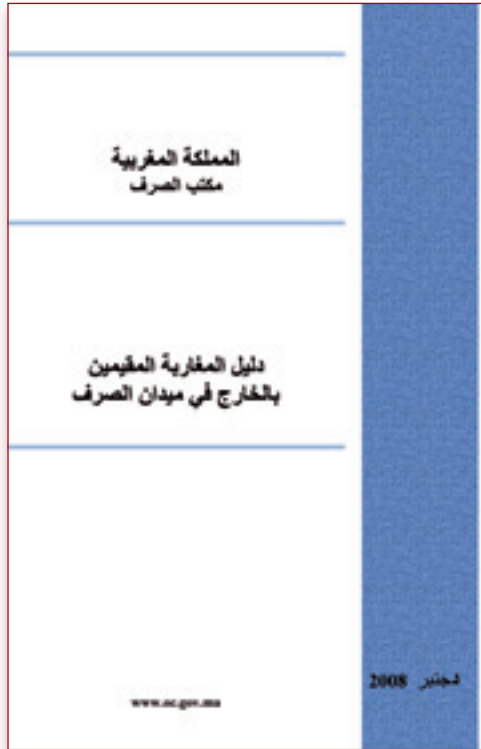 المملكة المغربية
مكتب الصرف
دليل المغاربة المقيمين
بالخارج في ميدان الصرف
دجنبر 2008
www.oc.gov.ma